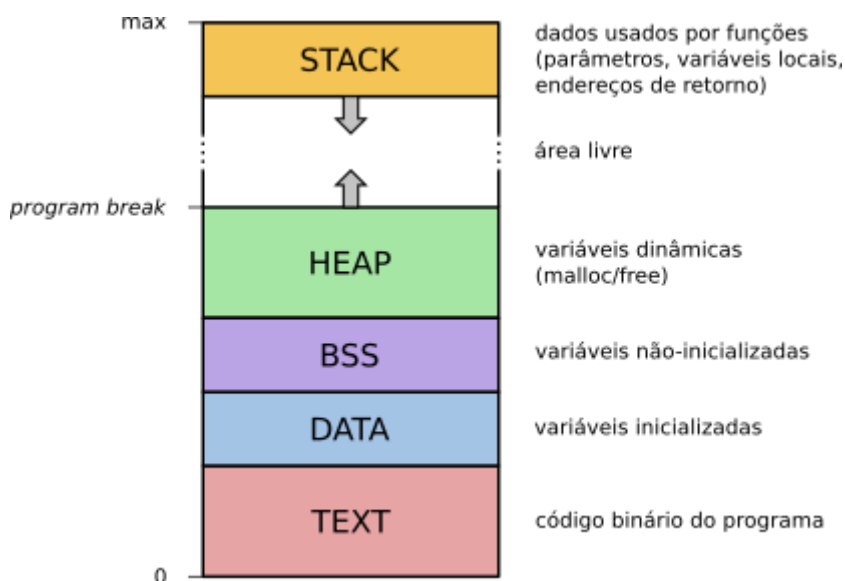 max
STACK
dados usados por funções
(parâmetros, variáveis locais,
endereços de retorno)
área livre
program break
HEAP
variáveis dinâmicas
(malloc/free)
BSS
variáveis não-inicializadas
DATA
variáveis inicializadas
TEXT
código binário do programa
0